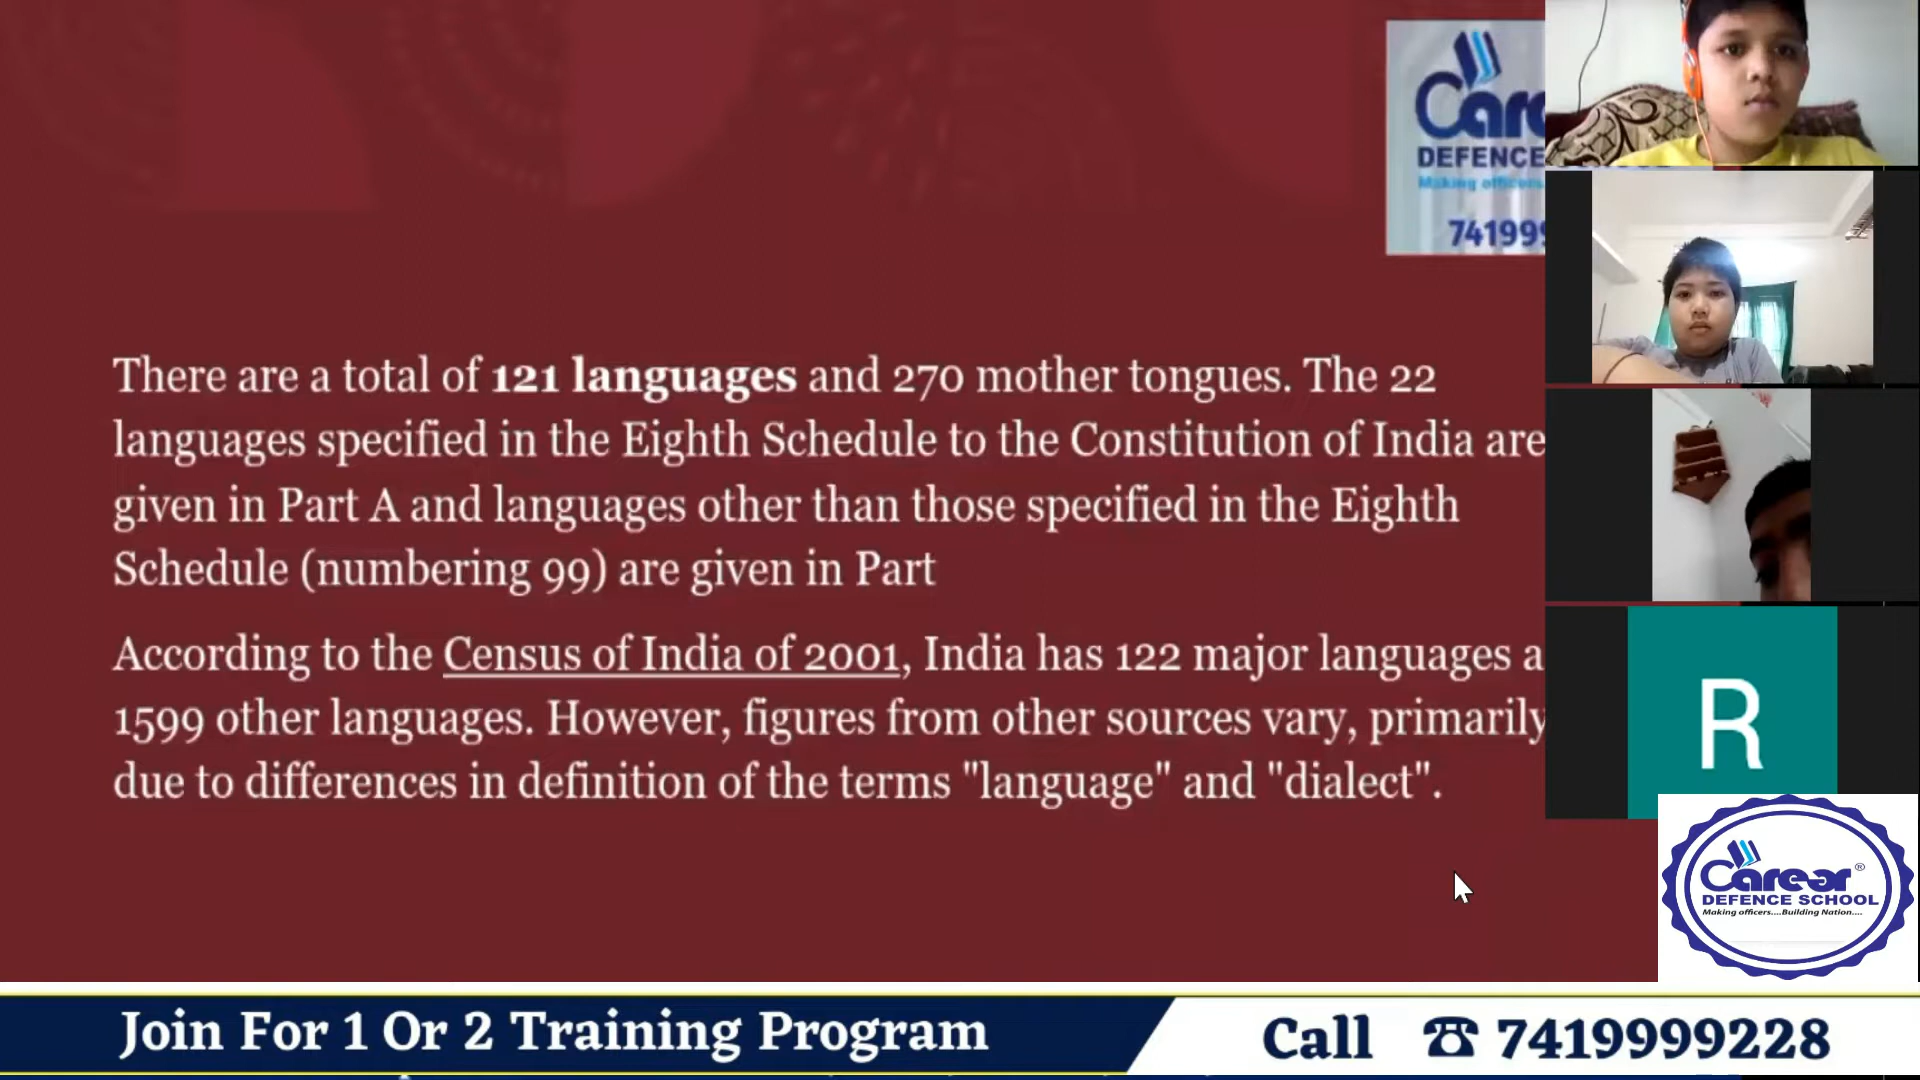 Care
DEFENCE
Making officers
74199
There are a total of 121 languages and 270 mother tongues. The 22
languages specified in the Eighth Schedule to the Constitution of India are
given in Part A and languages other than those specified in the Eighth
Schedule (numbering 99) are given in Part
According to the Census of India of 2001, India has 122 major languages a
1599 other languages. However, figures from other sources vary, primarily
due to differences in definition of the terms "language" and "dialect".
R
Carear®
DEFENCE SCHOOL
Making officers....Building Nation....
Join For 1 Or 2 Training Program
Call ☎ 7419999228